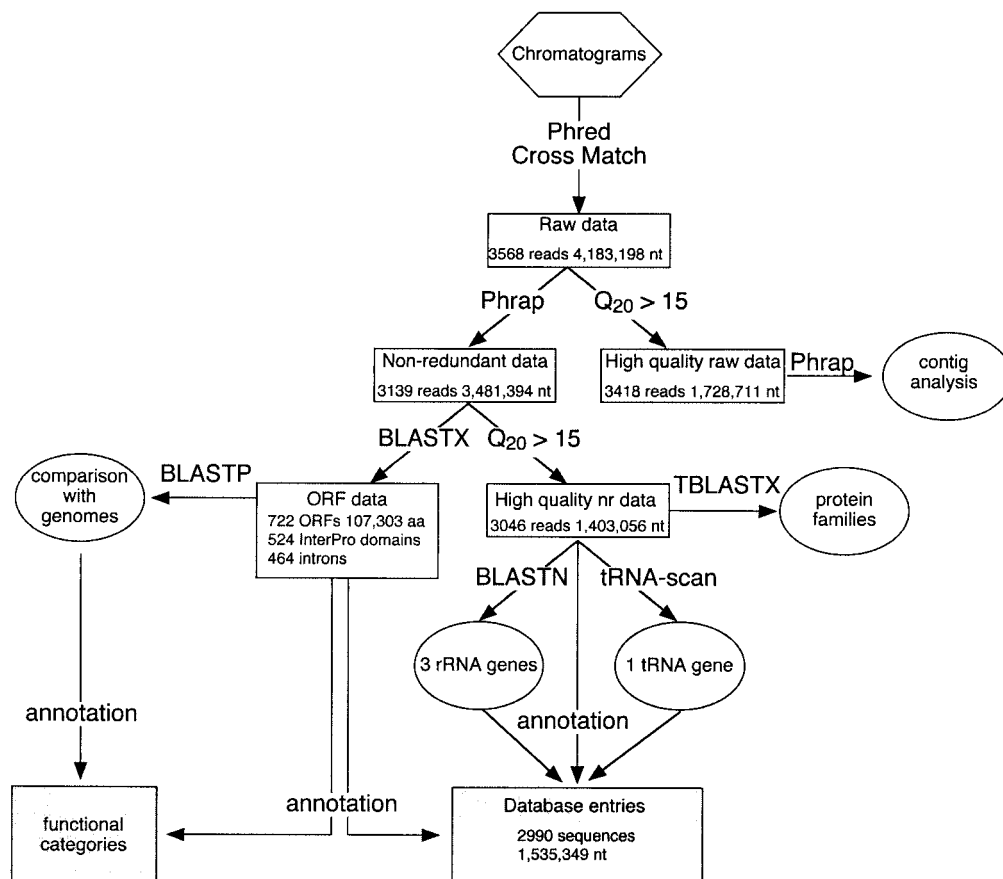 Chromatograms
Phred
Cross Match
Raw data
3568 reads 4,183,198 nt
Phrap
Q20 > 15
Non-redundant data
3139 reads 3,481,394 nt
High quality raw data
3418 reads 1,728,711 nt
Phrap
contig
analysis
BLASTX
Q20 > 15
comparison
with
genomes
BLASTP
ORF data
722 ORFs 107,303 aa
524 InterPro domains
464 introns
High quality nr data
3046 reads 1,403,056 nt
TBLASTX
protein
families
BLASTN
tRNA-scan
3 rRNA genes
1 tRNA gene
annotation
annotation
annotation
functional
categories
Database entries
2990 sequences
1,535,349 nt